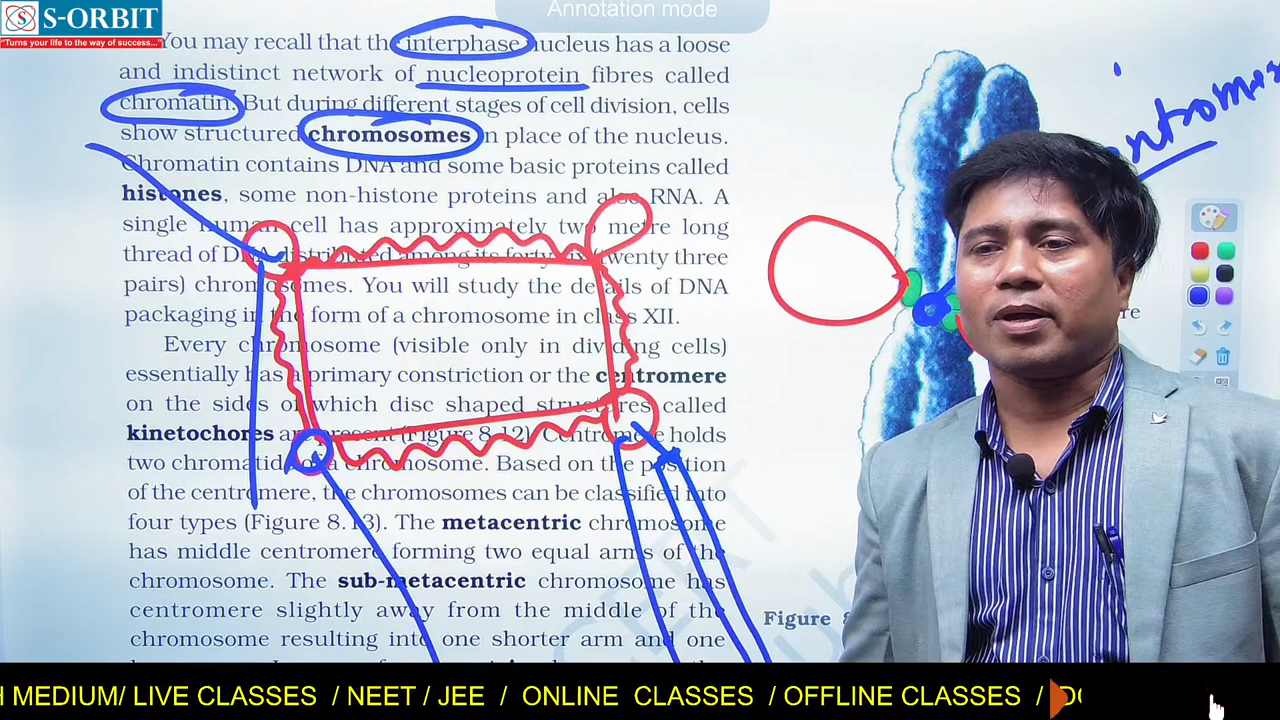 Annotation mode
S-ORBIT
"Turns your life to the way of success..."
You may recall that the interphase nucleus has a loose
and indistinct network of nucleoprotein fibres called
chromatin. But during different stages of cell division, cells
show structured chromosomes in place of the nucleus.
Chromatin contains DNA and some basic proteins called
histones, some non-histone proteins and also RNA. A
single human cell has approximately two metre long
thread of DNA distributed among its forty six (twenty three
pairs) chromosomes. You will study the details of DNA
packaging in the form of a chromosome in class XII.
Every chromosome (visible only in dividing cells)
essentially has a primary constriction or the centromere
on the sides of which disc shaped structures called
kinetochores are present (Figure 8.12). Centromere holds
two chromatids of a chromosome. Based on the position
of the centromere, the chromosomes can be classified into
four types (Figure 8.13). The metacentric chromosome
has middle centromere forming two equal arms of the
chromosome. The sub-metacentric chromosome has
centromere slightly away from the middle of the
chromosome resulting into one shorter arm and one
Figure 8
re
H MEDIUM/ LIVE CLASSES / NEET / JEE / ONLINE CLASSES / OFFLINE CLASSES /